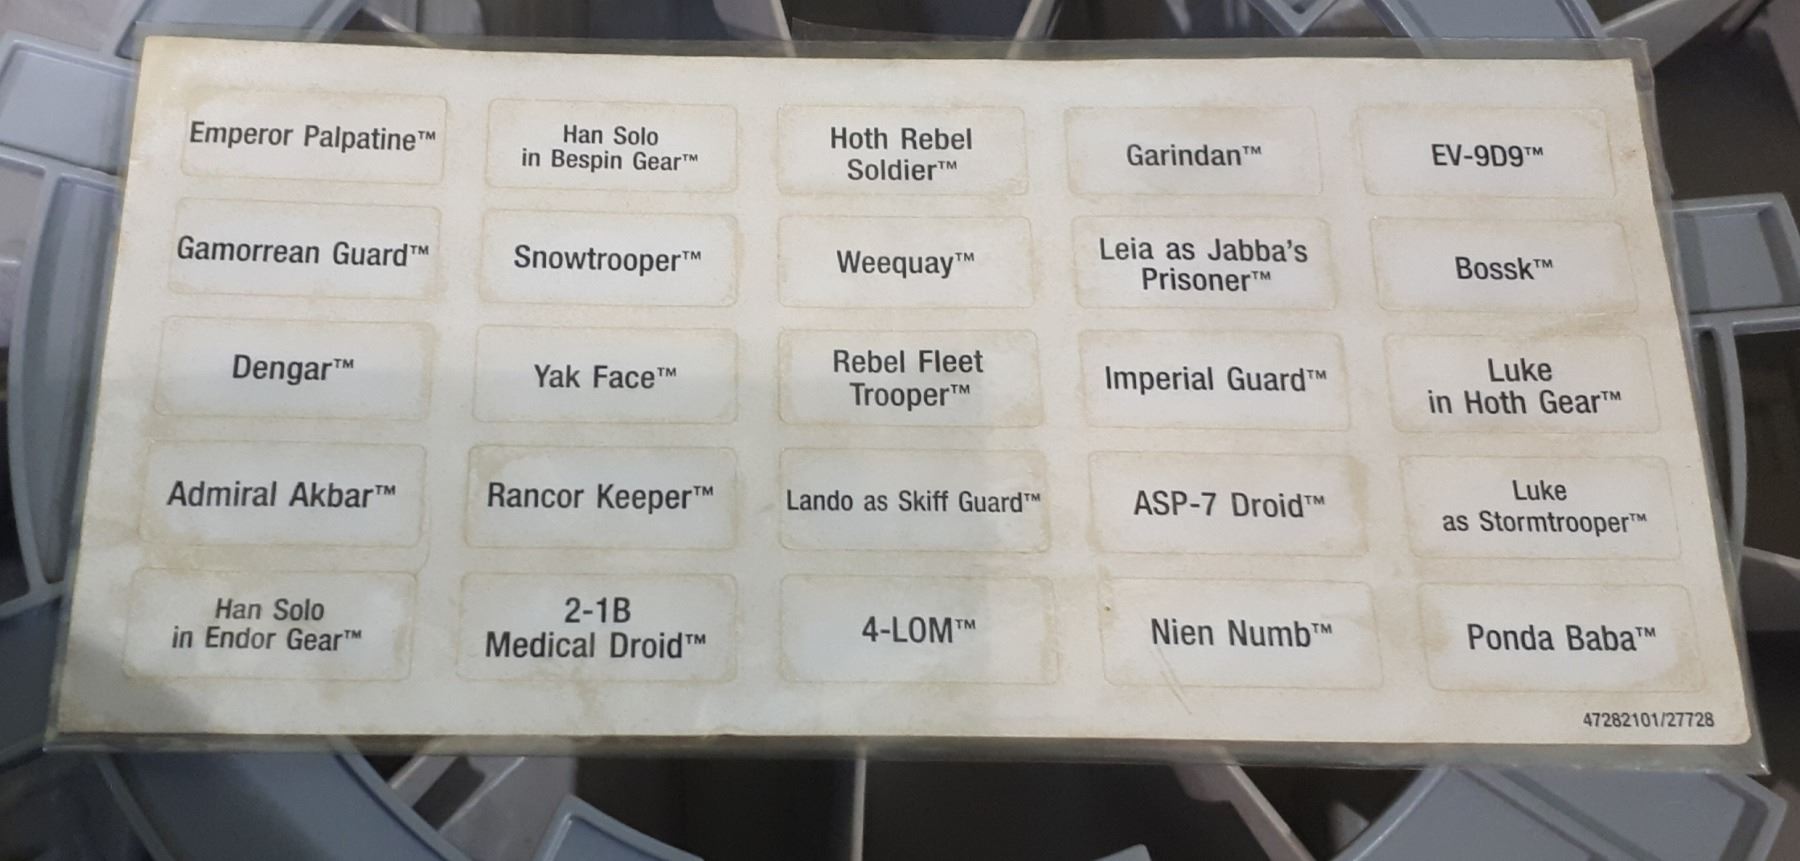 Emperor Palpatine™
Han Solo
in Bespin Gear™
Hoth Rebel
Soldier™
Garindan™
EV-9D9™
Gamorrean Guard™
Snowtrooper™
Weequay™
Leia as Jabba's
Prisoner™
Bossk™
Dengar™
Yak Face™
Rebel Fleet
Trooper™
Imperial Guard™
Luke
in Hoth Gear™
Admiral Akbar™
Rancor Keeper™
Lando as Skiff Guard™
ASP-7 Droid™
Luke
as Stormtrooper™
Han Solo
in Endor Gear™
2-1B
Medical Droid™
4-LOM™
Nien Numb™
Ponda Baba™
47282101/27728